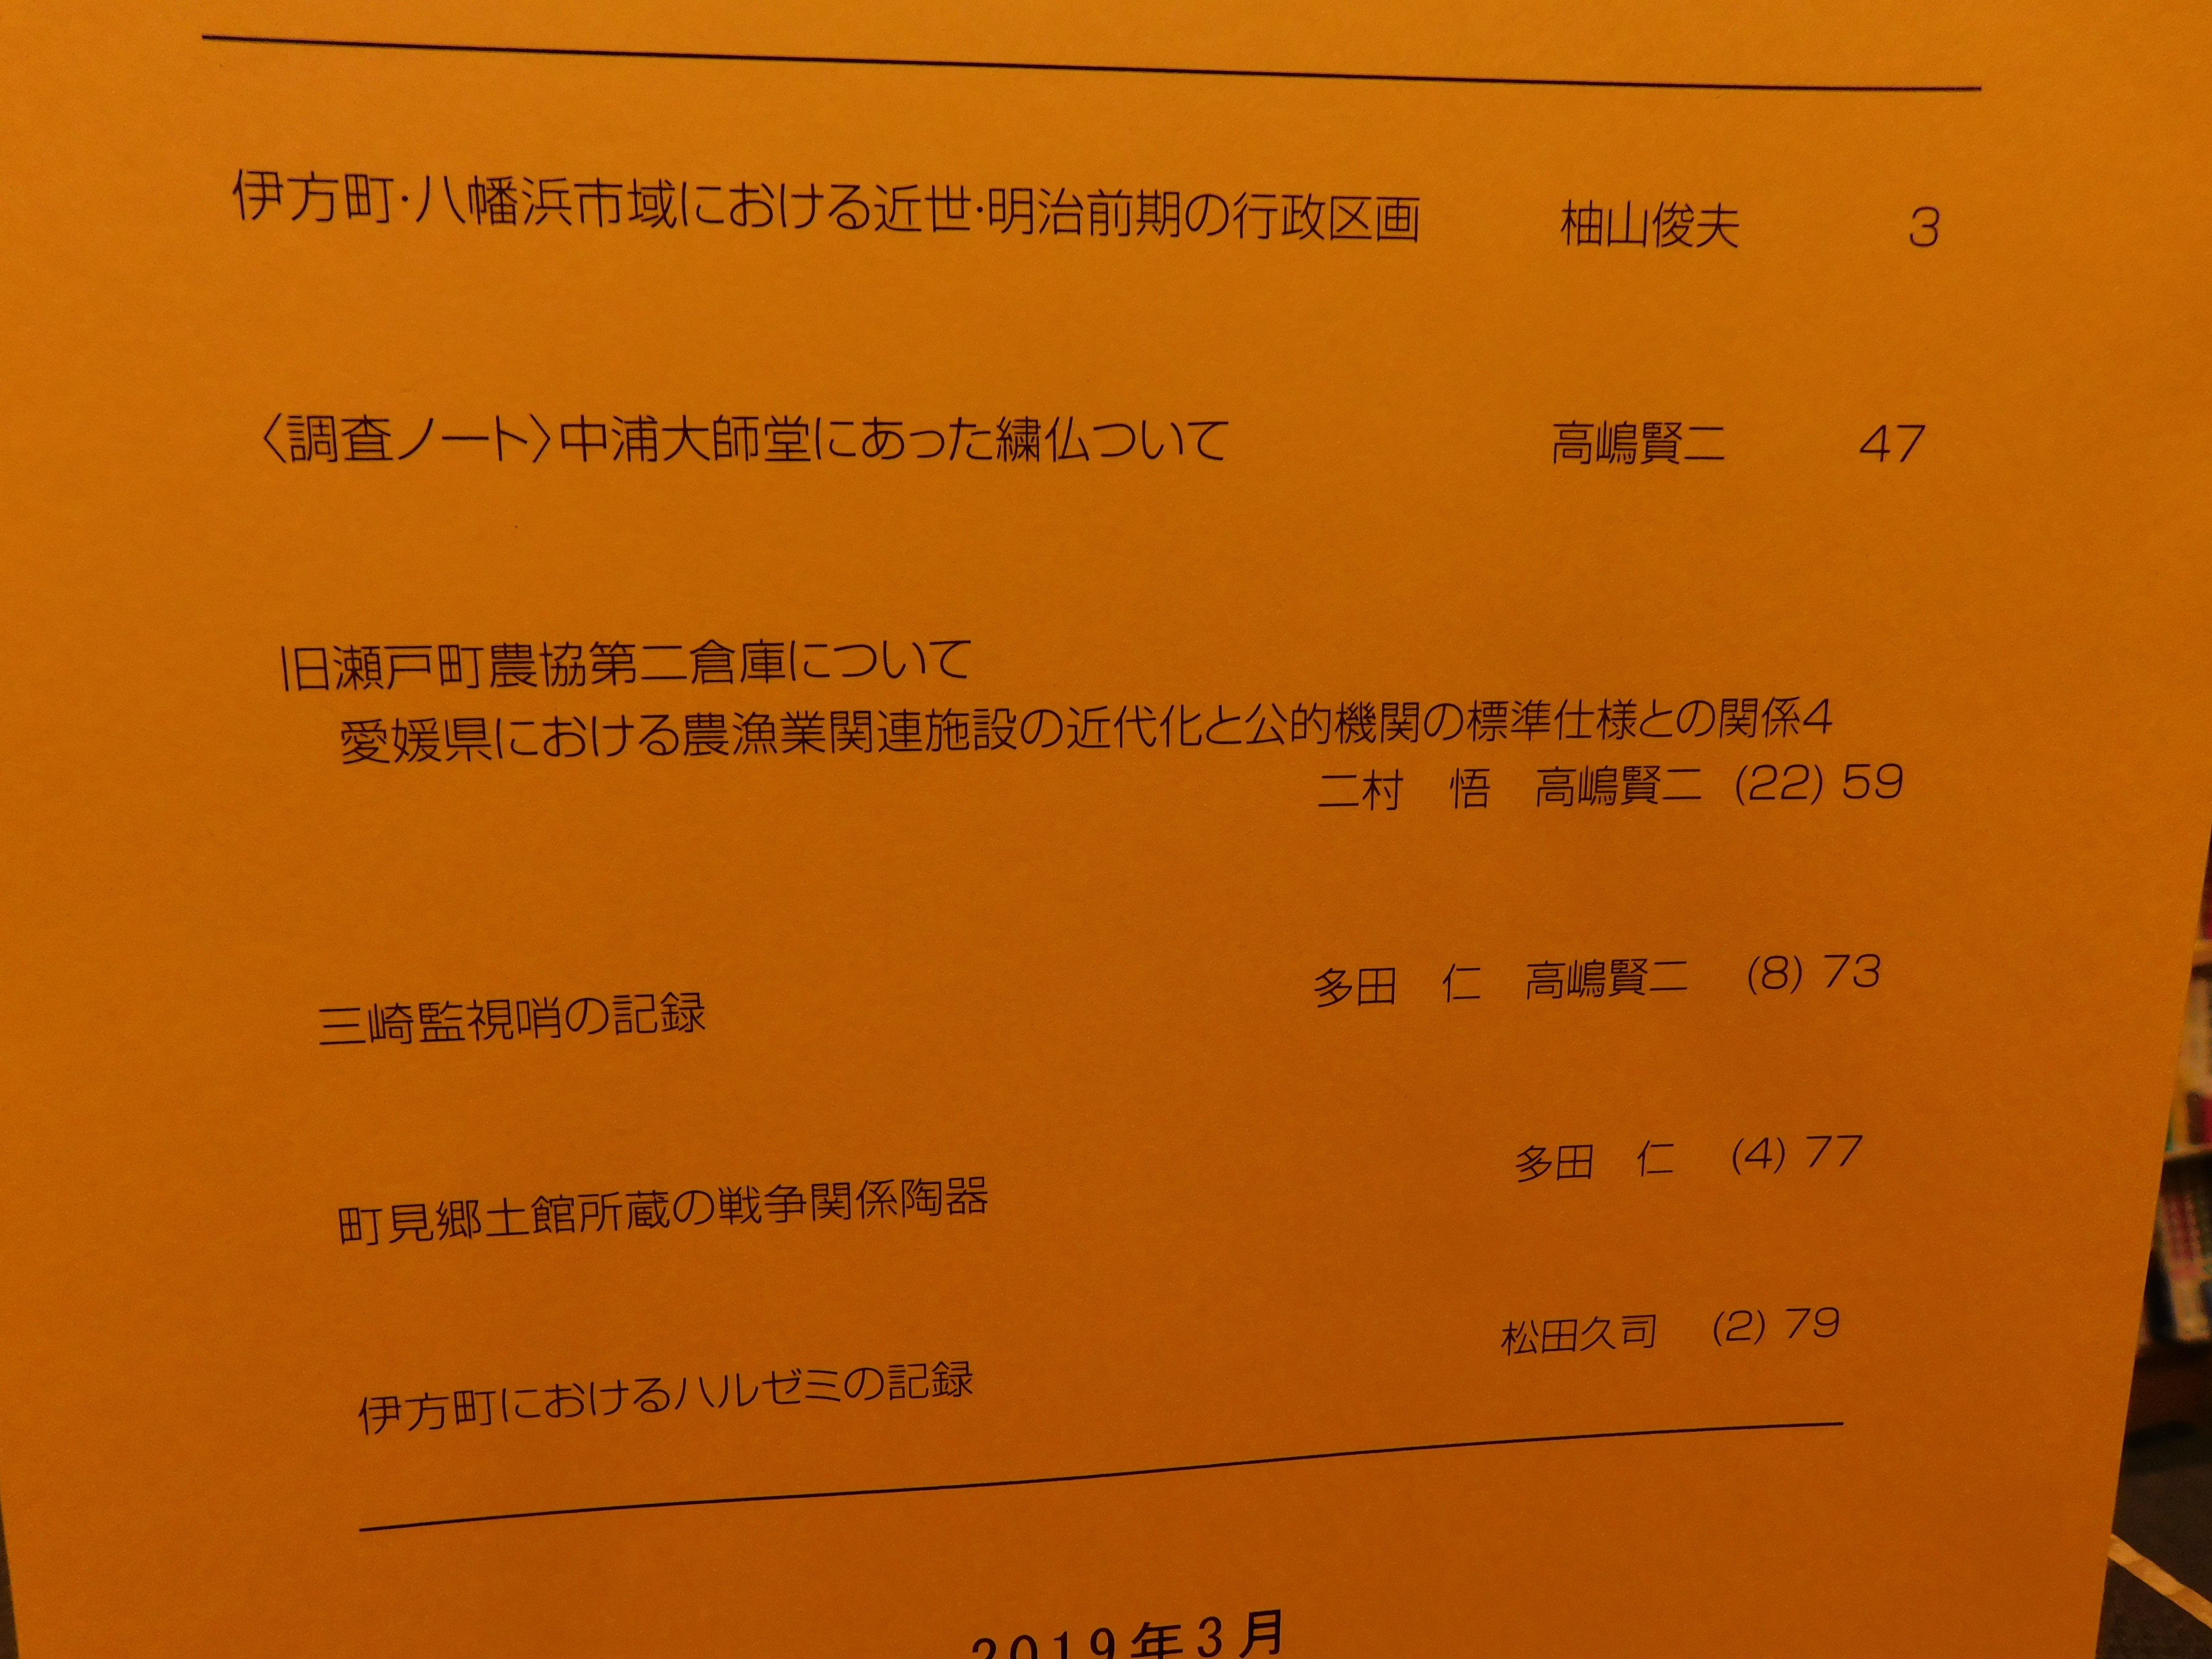 伊方町・八幡浜市域における近世・明治前期の行政区画　柚山俊夫　3
〈調査ノート〉中浦大師堂にあった繍仏ついて　高嶋賢二　47
旧瀬戸町農協第二倉庫について
愛媛県における農漁業関連施設の近代化と公的機関の標準仕様との関係4
二村　悟　高嶋賢二　(22) 59
三崎監視哨の記録　多田　仁　高嶋賢二　(8) 73
町見郷土館所蔵の戦争関係陶器　多田　仁　(4) 77
伊方町におけるハルゼミの記録　松田久司　(2) 79
2019年3月